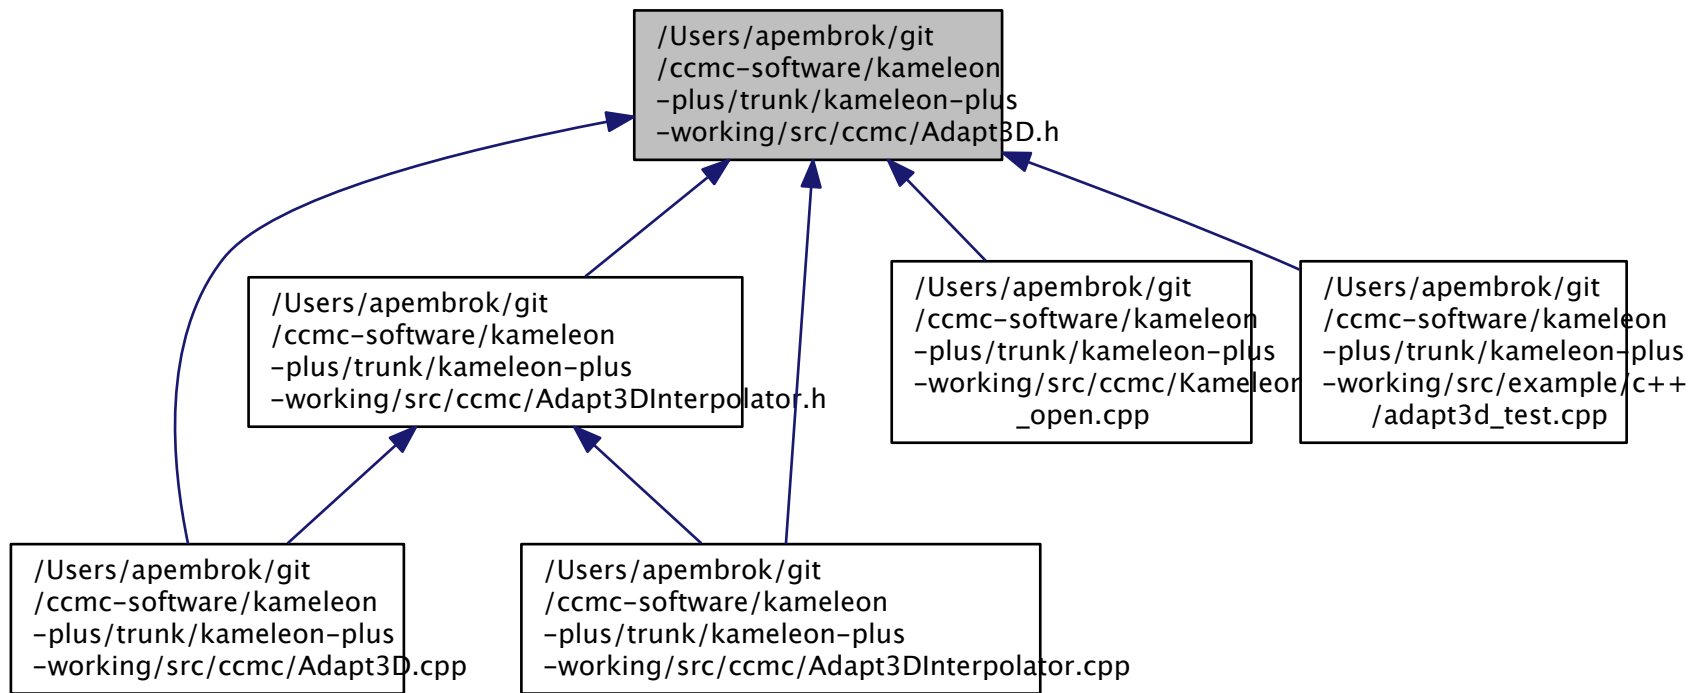 /Users/apembrok/git
/ccmc-software/kameleon
-plus/trunk/kameleon-plus
-working/src/ccmc/Adapt3D.h
/Users/apembrok/git
/ccmc-software/kameleon
-plus/trunk/kameleon-plus
-working/src/ccmc/Adapt3DInterpolator.h
/Users/apembrok/git
/ccmc-software/kameleon
-plus/trunk/kameleon-plus
-working/src/ccmc/Kameleon
_open.cpp
/Users/apembrok/git
/ccmc-software/kameleon
-plus/trunk/kameleon-plus
-working/src/example/c++
/adapt3d_test.cpp
/Users/apembrok/git
/ccmc-software/kameleon
-plus/trunk/kameleon-plus
-working/src/ccmc/Adapt3D.cpp
/Users/apembrok/git
/ccmc-software/kameleon
-plus/trunk/kameleon-plus
-working/src/ccmc/Adapt3DInterpolator.cpp